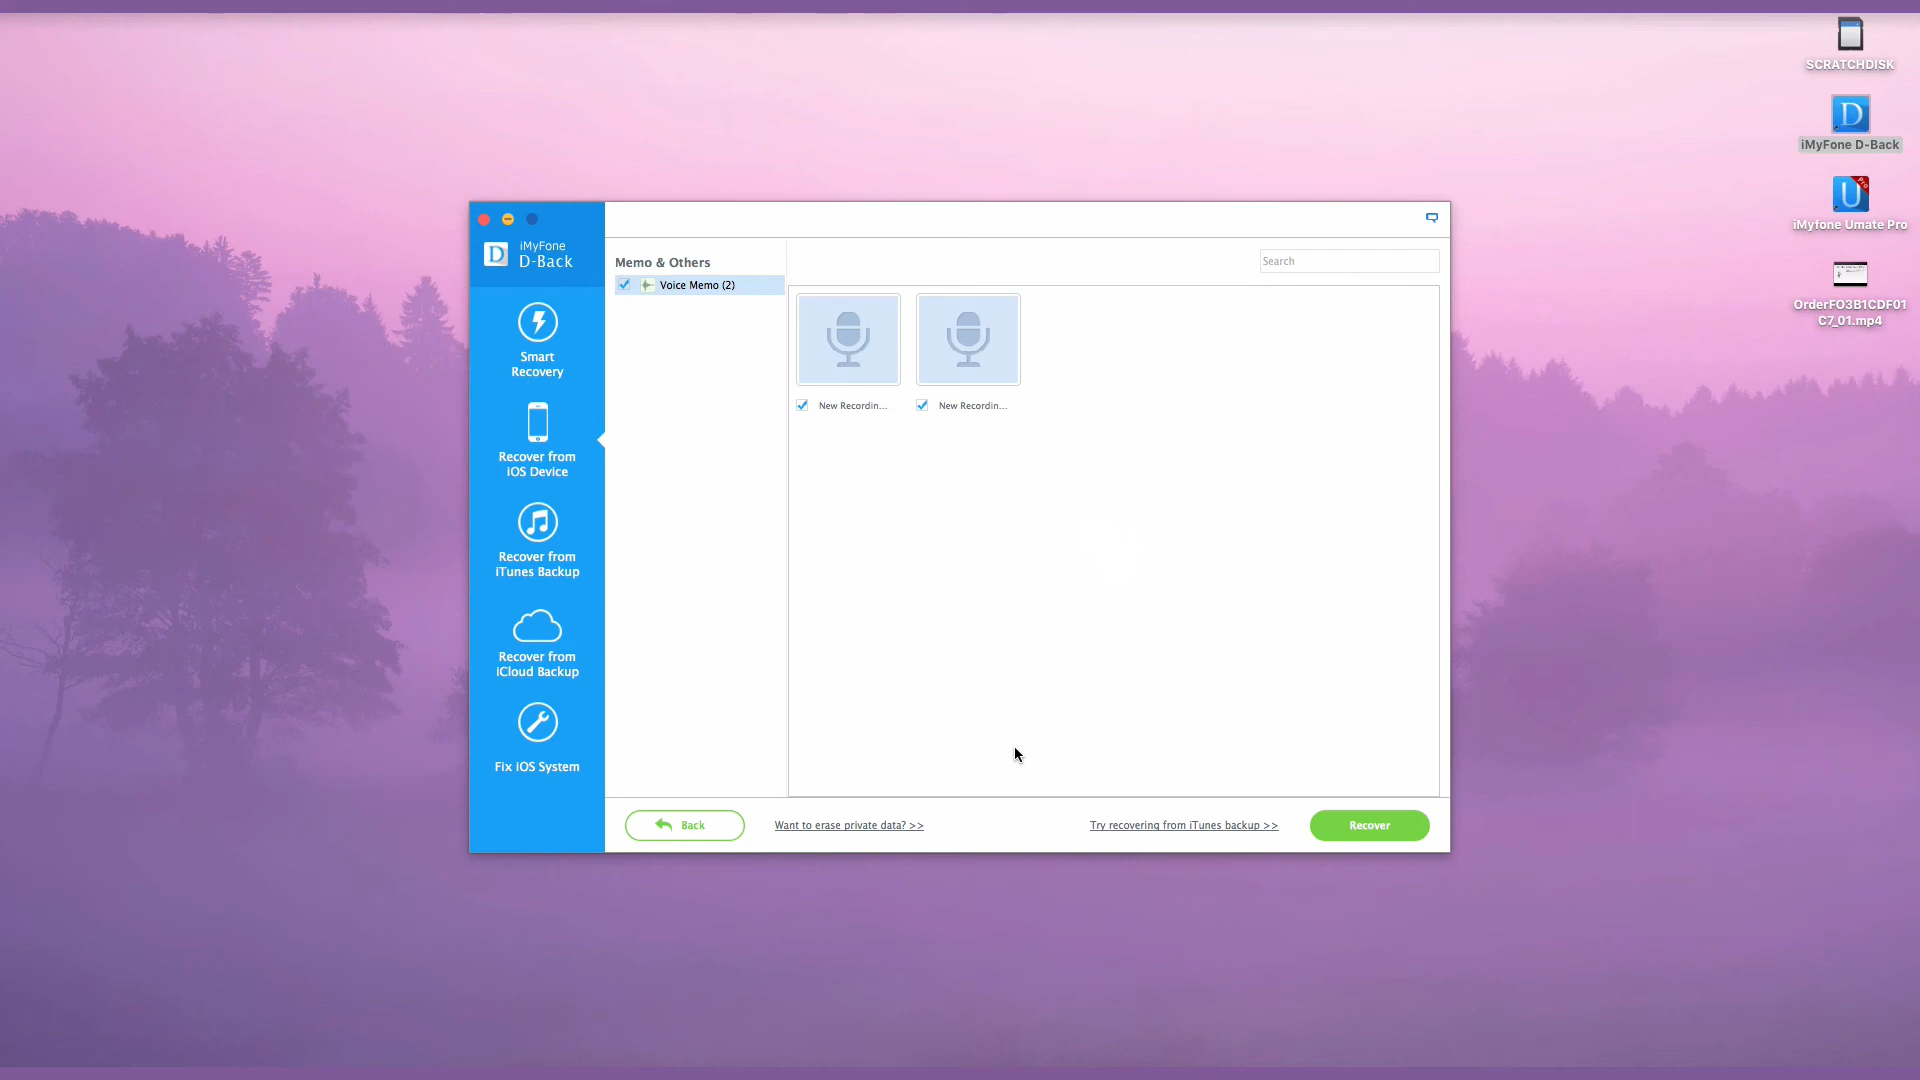 SCRATCHDISK
D
iMyFone D-Back
U
Pro
iMyfone Umate Pro
OrderFO3B1CDF01
C7_01.mp4
D
iMyFone
D-Back
Smart
Recovery
Recover from
iOS Device
Recover from
iTunes Backup
Recover from
iCloud Backup
Fix iOS System
Memo & Others
Voice Memo (2)
Search
New Recordin...
New Recordin...
Back
Want to erase private data? >>
Try recovering from iTunes backup >>
Recover